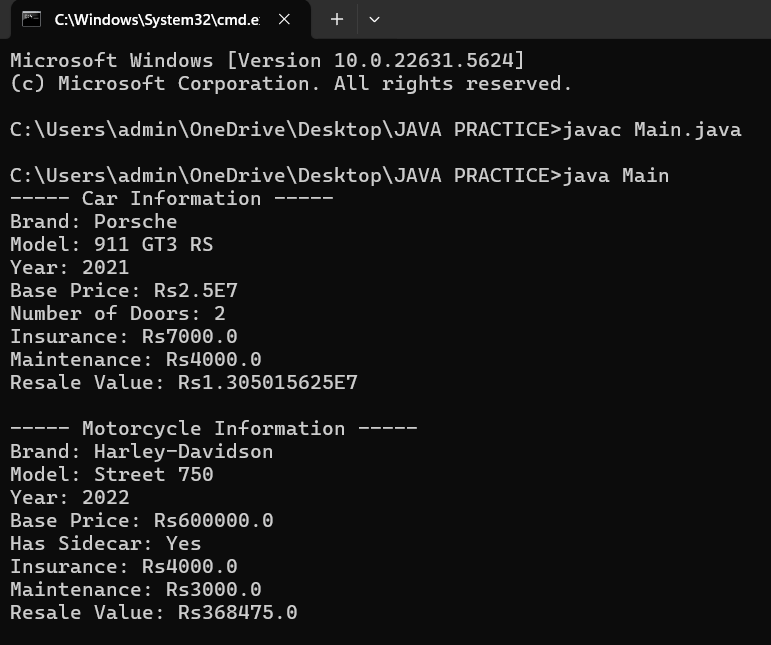 C:\Windows\System32\cmd.e
Microsoft Windows [Version 10.0.22631.5624]
(c) Microsoft Corporation. All rights reserved.
C:\Users\admin\OneDrive\Desktop\JAVA PRACTICE>javac Main.java
C:\Users\admin\OneDrive\Desktop\JAVA PRACTICE>java Main
----- Car Information -----
Brand: Porsche
Model: 911 GT3 RS
Year: 2021
Base Price: Rs2.5E7
Number of Doors: 2
Insurance: Rs7000.0
Maintenance: Rs4000.0
Resale Value: Rs1.305015625E7
----- Motorcycle Information -----
Brand: Harley-Davidson
Model: Street 750
Year: 2022
Base Price: Rs600000.0
Has Sidecar: Yes
Insurance: Rs4000.0
Maintenance: Rs3000.0
Resale Value: Rs368475.0